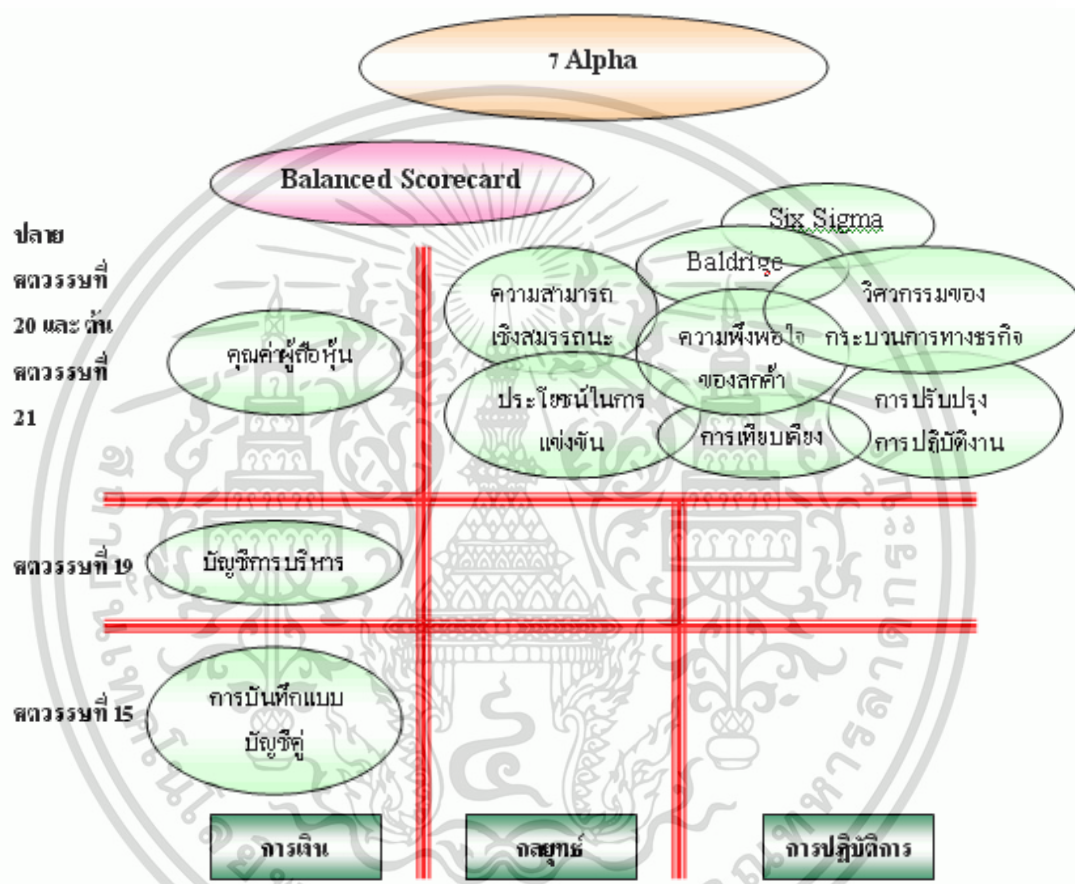 7 Alpha
Balanced Scorecard
Six Sigma
Baldrige
ปลาย
ศตวรรษที่
20 และ ต้น
ศตวรรษที่
21
คุณค่าผู้ถือหุ้น
ความสามารถ
เชิงสมรรถนะ
ความพึงพอใจ
ของลูกค้า
วิศวกรรมของ
กระบวนการทางธุรกิจ
ประโยชน์ในการ
แข่งขัน
การเทียบเคียง
การปรับปรุง
การปฏิบัติงาน
ศตวรรษที่ 19
บัญชีการบริหาร
ศตวรรษที่ 15
การบันทึกแบบ
บัญชีคู่
การเงิน
กลยุทธ์
การปฏิบัติการ